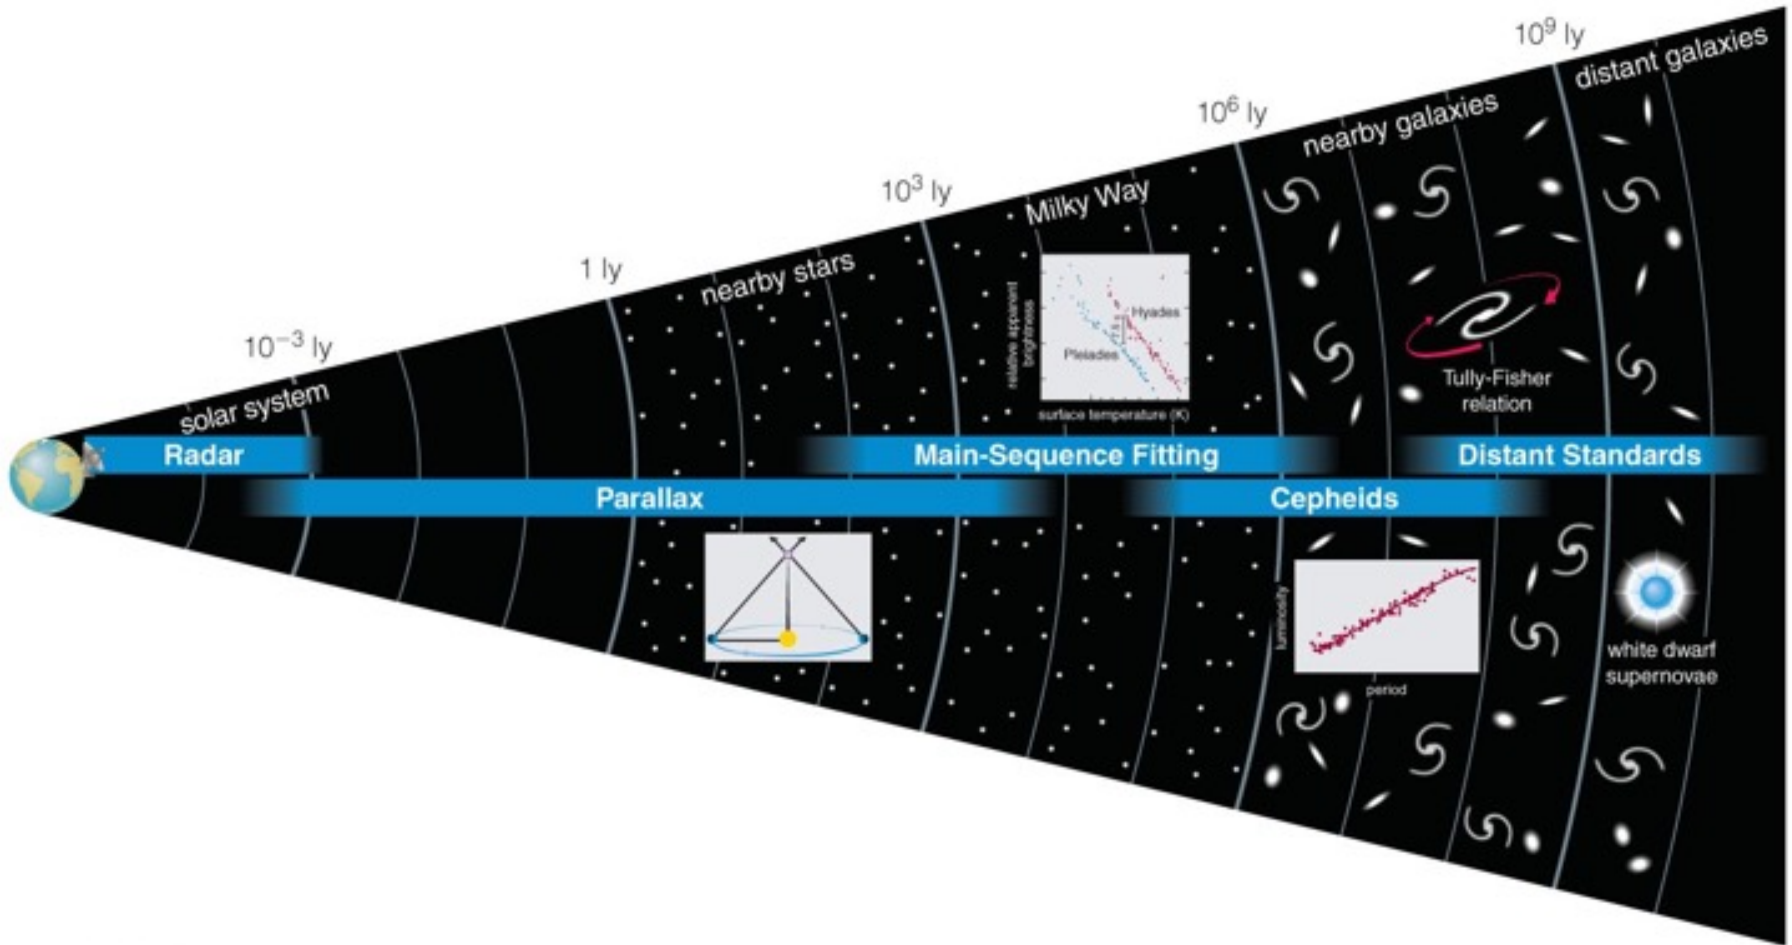 10⁹ ly
distant galaxies
10⁶ ly
nearby galaxies
10³ ly
Milky Way
1 ly
nearby stars
10⁻³ ly
solar system
relative apparent
brightness
Hyades
7.5
Pleiades
surface temperature (K)
Tully-Fisher
relation
Radar
Main-Sequence Fitting
Distant Standards
Parallax
Cepheids
luminosity
period
white dwarf
supernovae